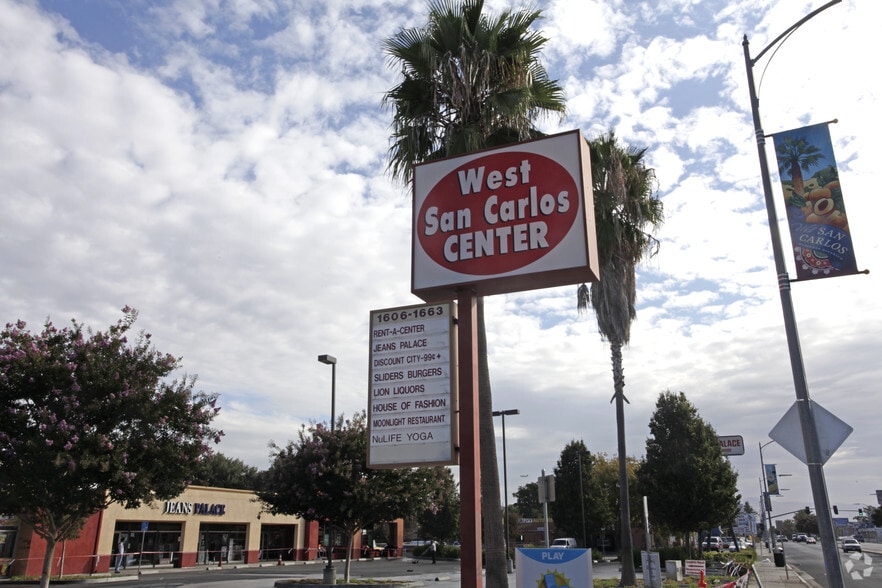 West
San Carlos
CENTER
1606-1663
RENT-A-CENTER
JEANS PALACE
DISCOUNT CITY-99¢+
SLIDERS BURGERS
LION LIQUORS
HOUSE OF FASHION
MOONLIGHT RESTAURANT
NuLIFE YOGA
West SAN
CARLOS
PALACE
JEANS PALACE
PLAY